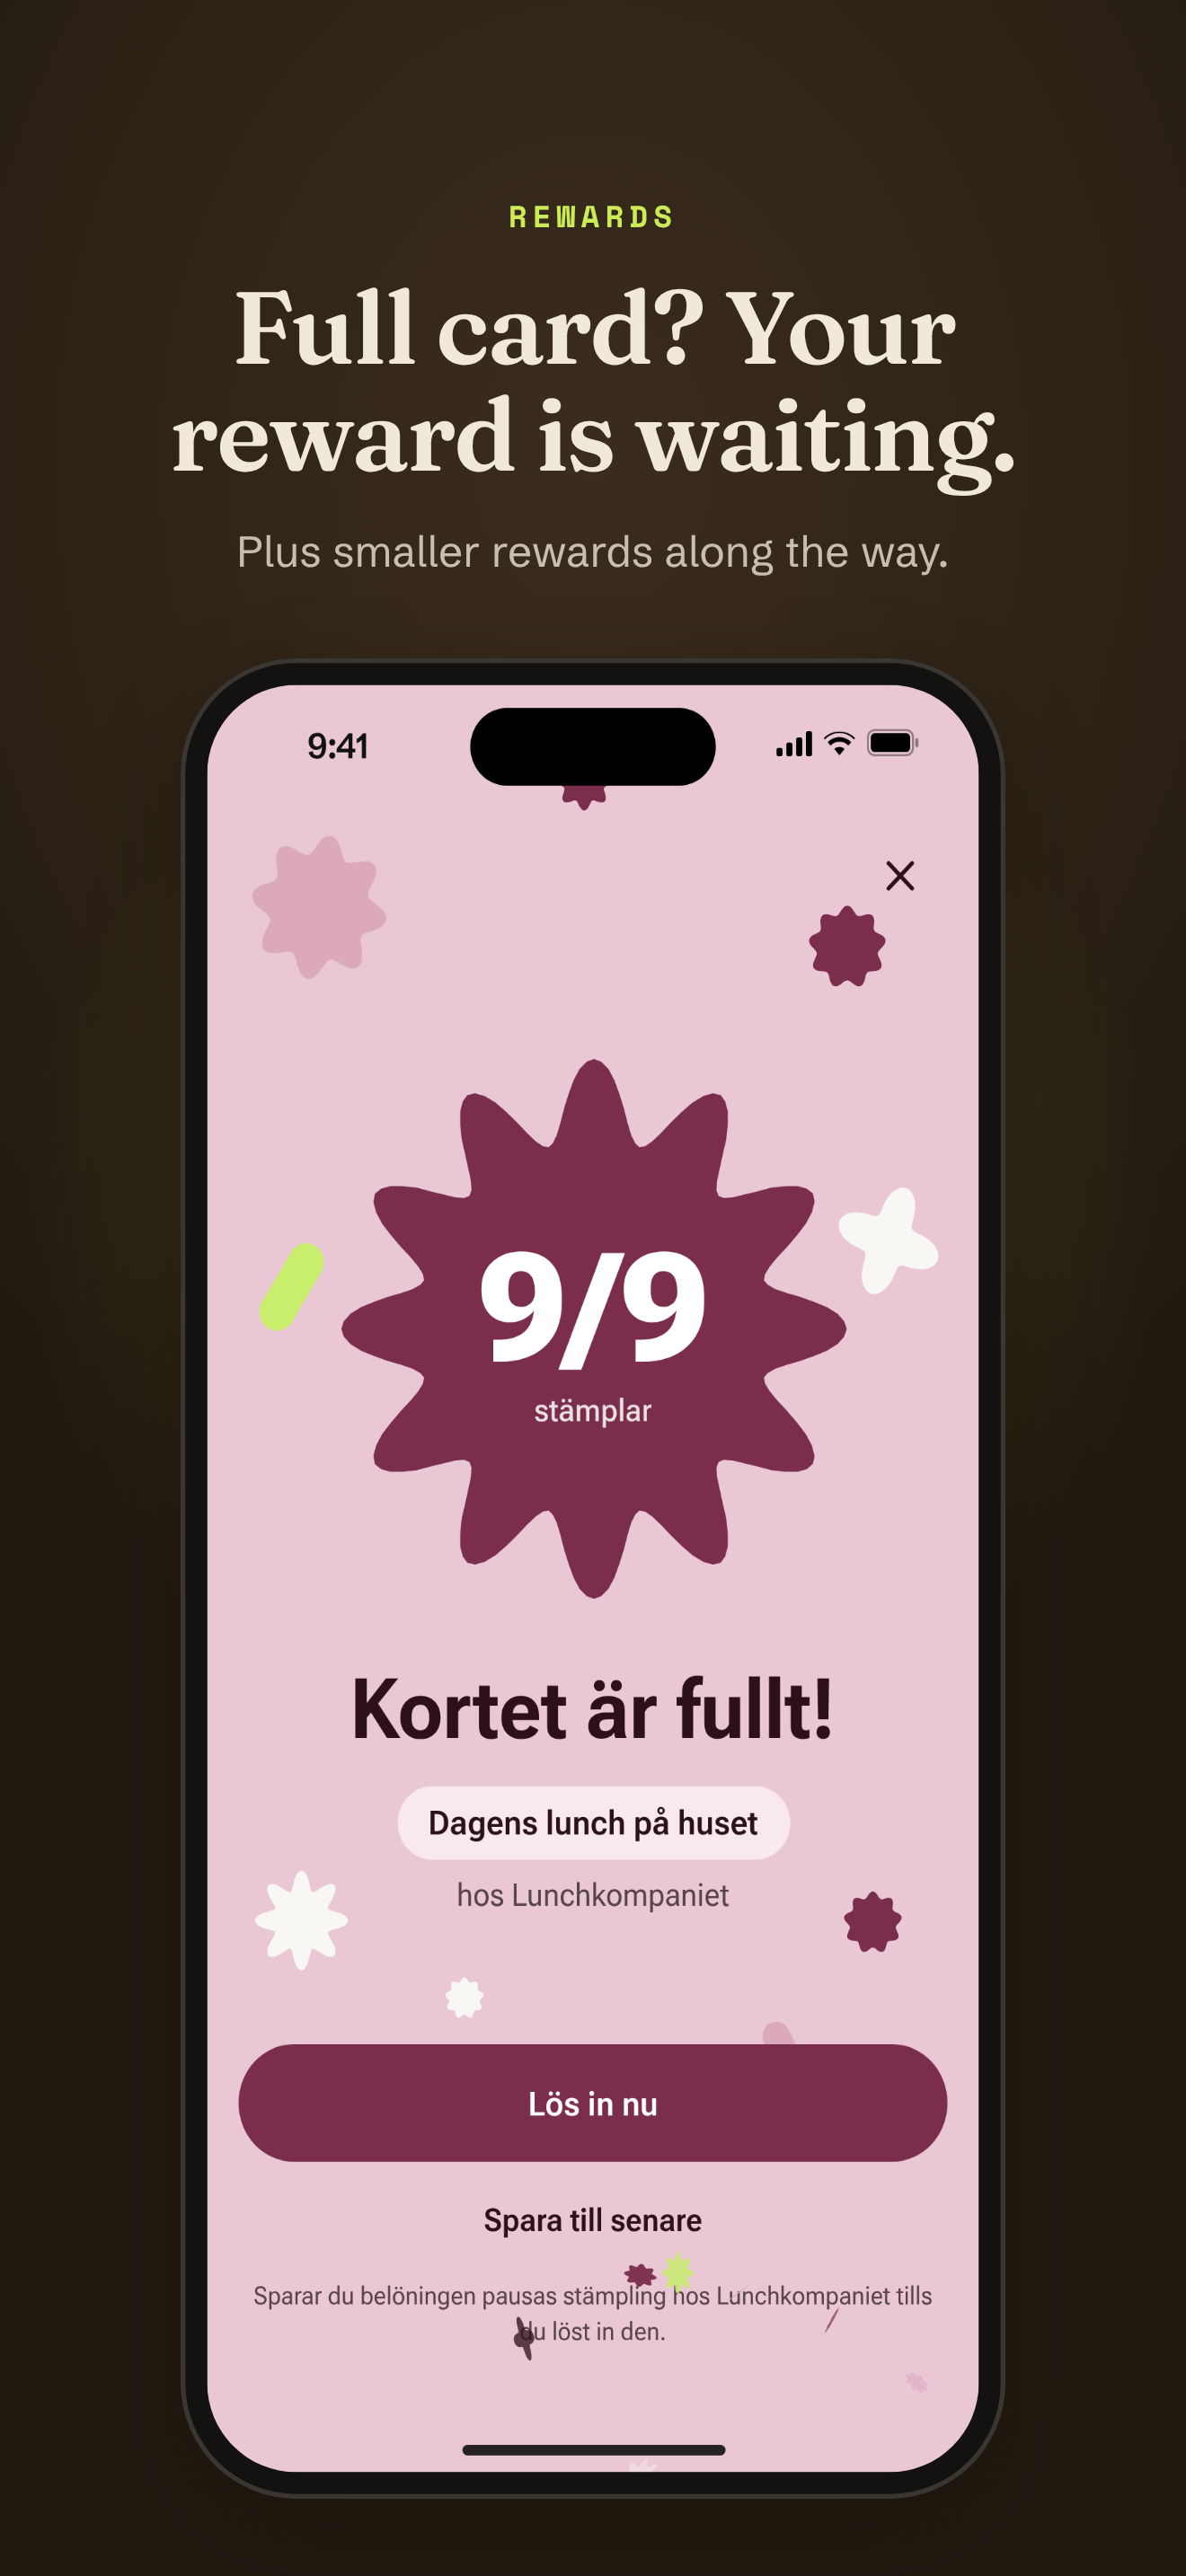 REWARDS
Full card? Your
reward is waiting.
Plus smaller rewards along the way.
9:41
9/9
stämplar
Kortet är fullt!
Dagens lunch på huset
hos Lunchkompaniet
Lös in nu
Spara till senare
Sparar du belöningen pausas stämpling hos Lunchkompaniet tills
du löst in den.